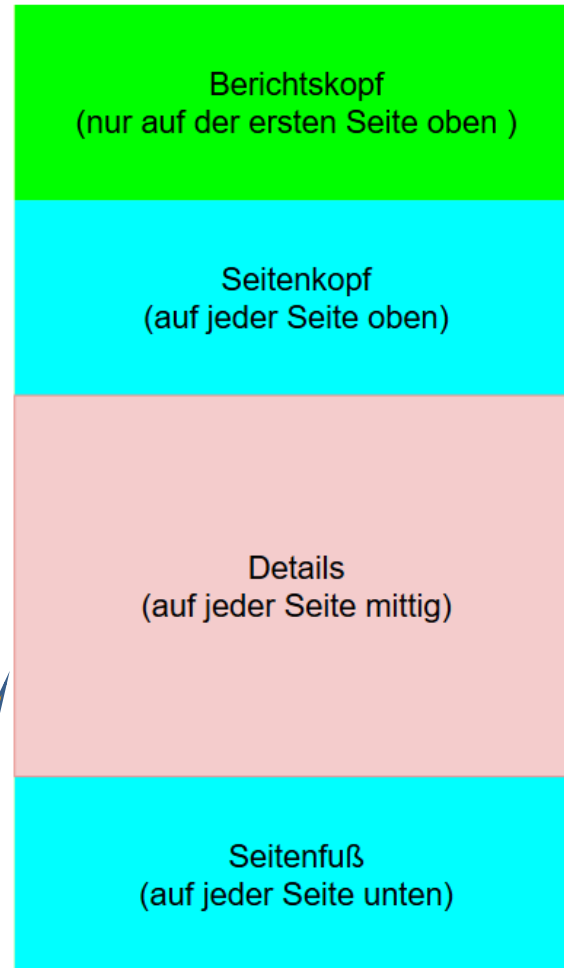 Berichtskopf
(nur auf der ersten Seite oben )
Seitenkopf
(auf jeder Seite oben)
Details
(auf jeder Seite mittig)
Seitenfuß
(auf jeder Seite unten)